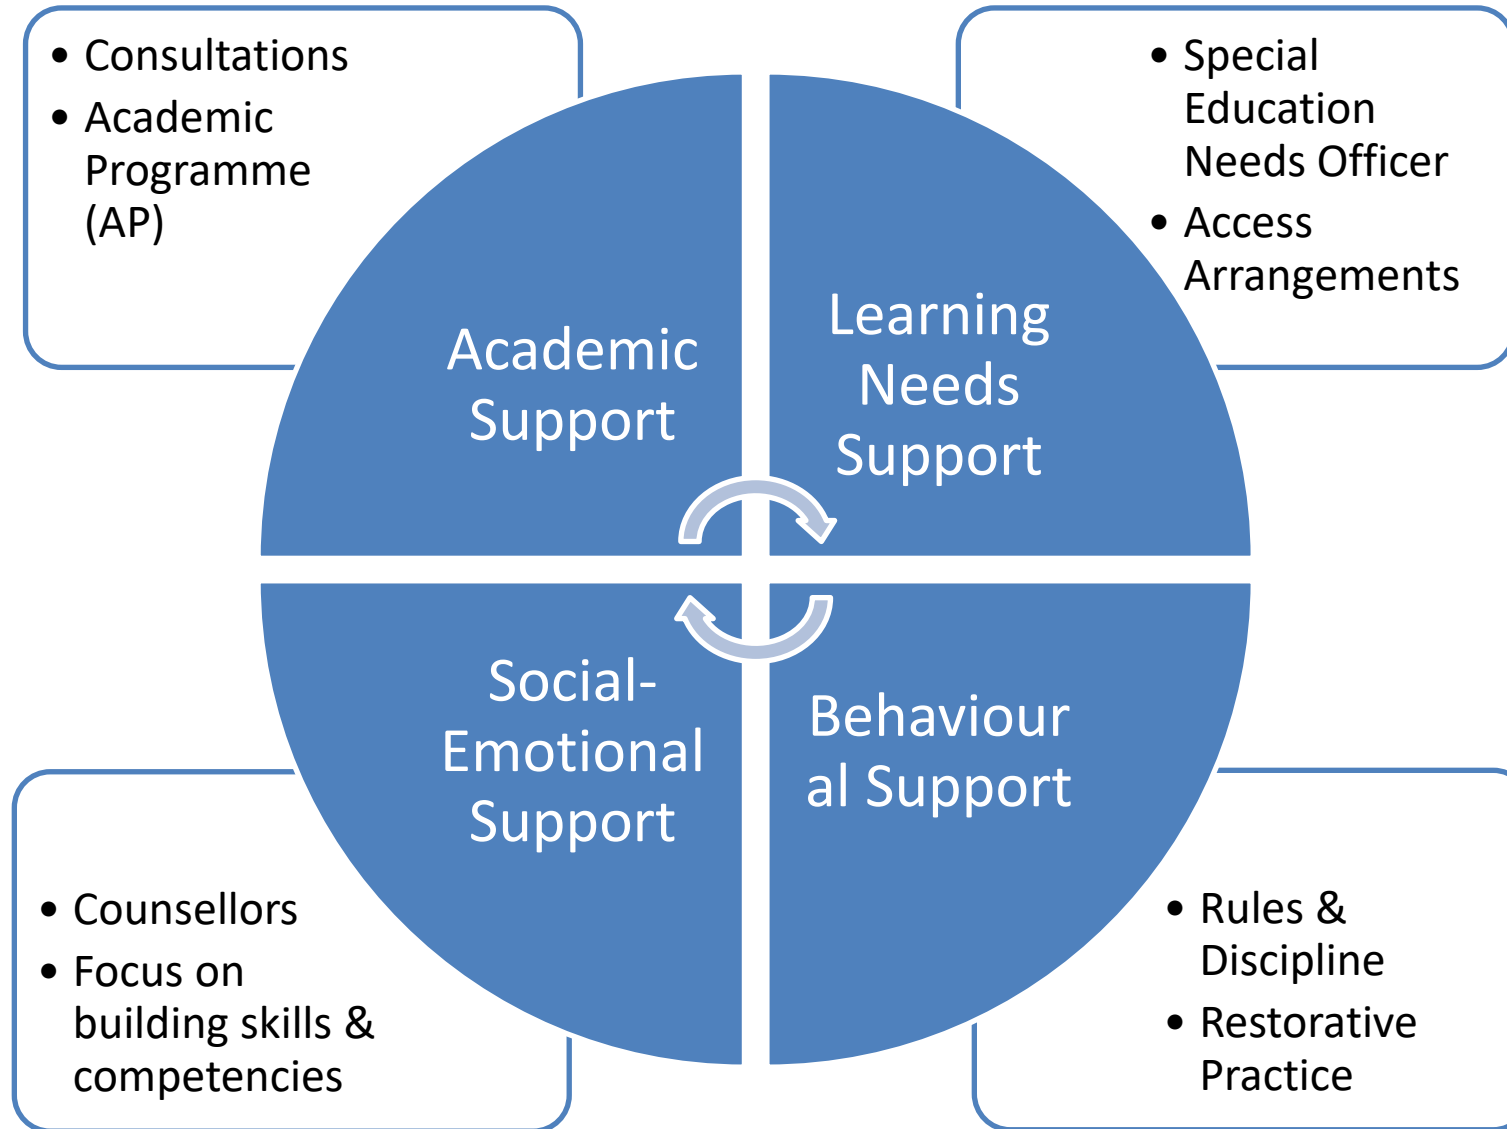 • Consultations
• Academic
Programme
(AP)
• Special
Education
Needs Officer
• Access
Arrangements
Academic
Support
Learning
Needs
Support
Social-
Emotional
Support
Behaviour
al Support
• Counsellors
• Focus on
building skills &
competencies
• Rules &
Discipline
• Restorative
Practice